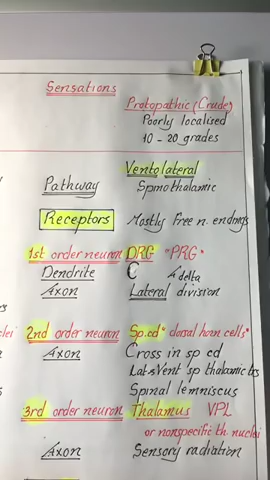 Sensations
Protopathic (Crude)
Poorly localised
10 - 20 grades
Ventolateral
Pathway Spinothalamic
Receptors Mostly Free n. endings
1st order neuron DRG "PRG"
Dendrite C A delta
Axon Lateral division
2nd order neuron Sp.cd "dorsal horn cells"
Axon Cross in sp cd
Lat & Vent sp thalamic trs
Spinal lemniscus
3rd order neuron Thalamus VPL
or nonspecific th nuclei
Axon Sensory radiation